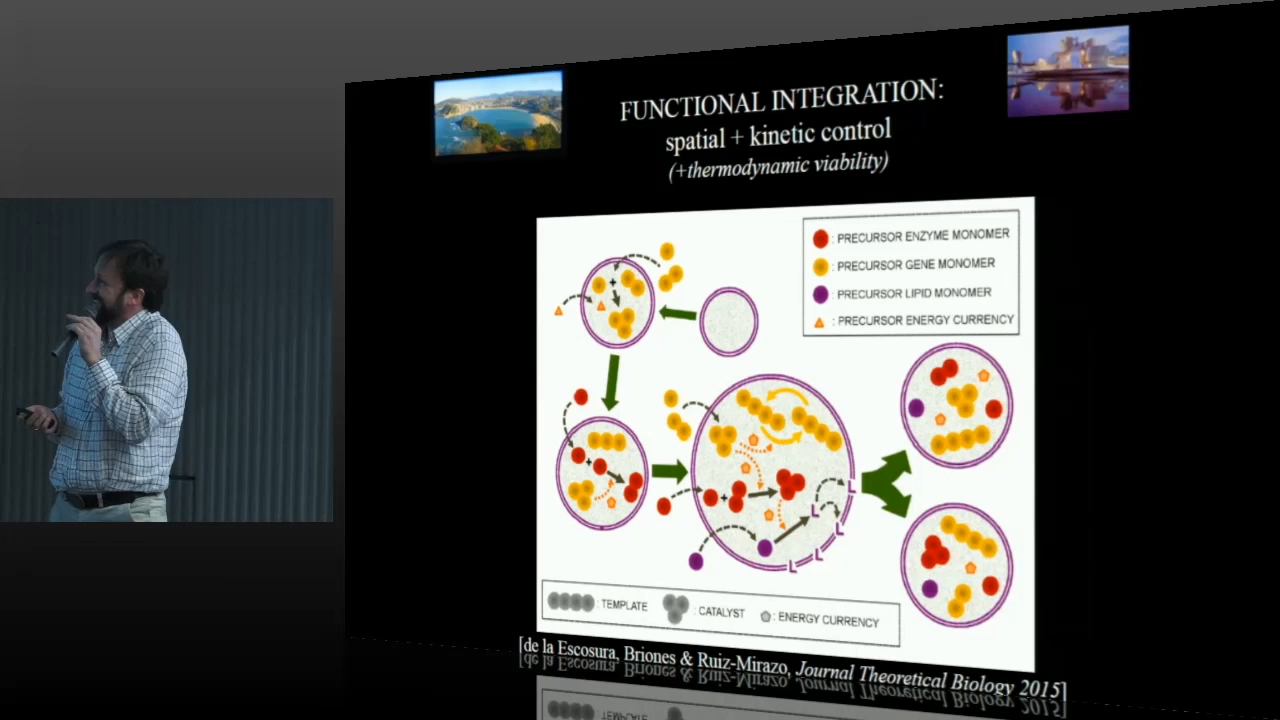 FUNCTIONAL INTEGRATION:
spatial + kinetic control
(+thermodynamic viability)
: PRECURSOR ENZYME MONOMER
: PRECURSOR GENE MONOMER
: PRECURSOR LIPID MONOMER
: PRECURSOR ENERGY CURRENCY
+
+
+
L
L
L
L
L
: TEMPLATE
: CATALYST
: ENERGY CURRENCY
[de la Escosura, Briones & Ruiz-Mirazo, Journal Theoretical Biology 2015]